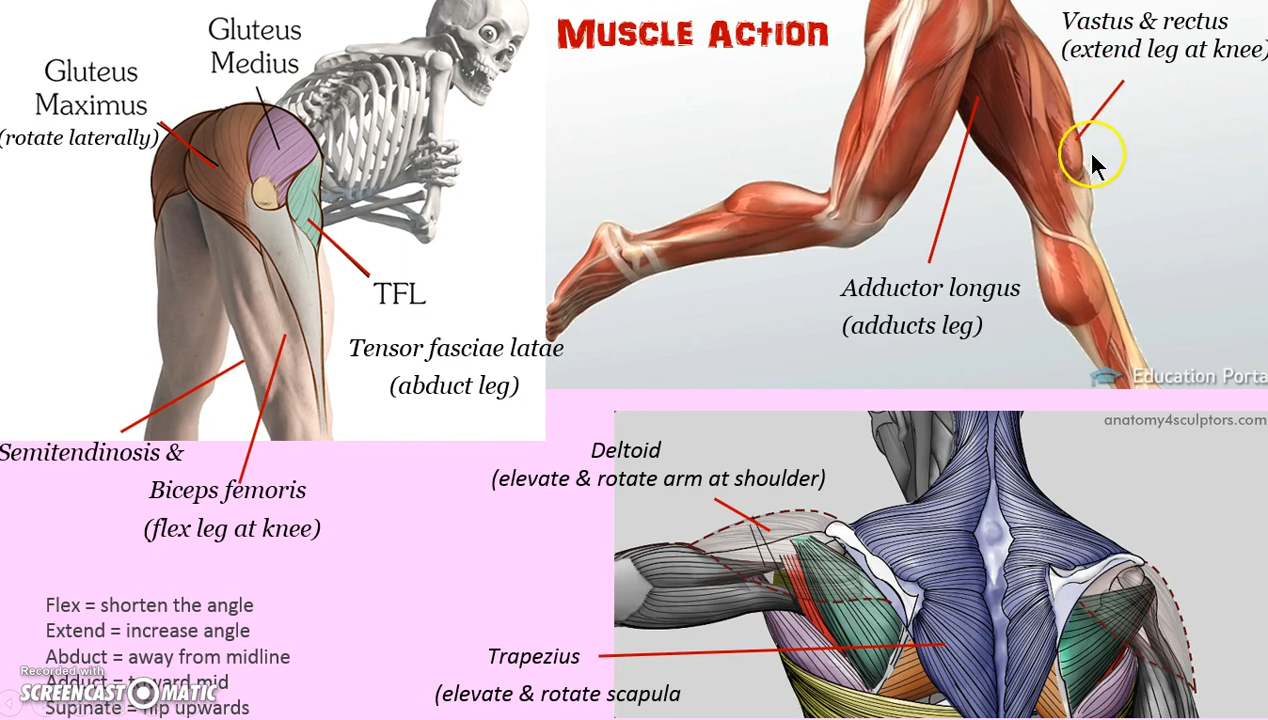 Gluteus
Medius
Gluteus
Maximus
(rotate laterally)
TFL
Tensor fasciae latae
(abduct leg)
Semitendinosis &
Biceps femoris
(flex leg at knee)
Muscle Action
Vastus & rectus
(extend leg at knee)
Adductor longus
(adducts leg)
Education Porta
anatomy4sculptors.com
Deltoid
(elevate & rotate arm at shoulder)
Trapezius
(elevate & rotate scapula
Flex = shorten the angle
Extend = increase angle
Abduct = away from midline
Adduct = toward mid
Supinate = flip upwards
Recorded with
SCREENCAST-O-MATIC